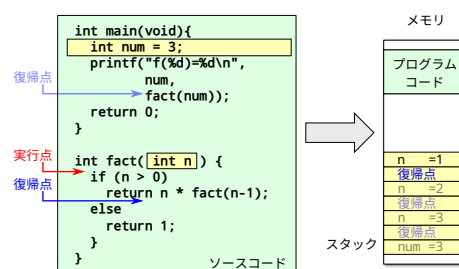 メモリ
int main(void){
int num = 3;
printf("f(%d)=%d\n",
num,
fact(num));
return 0;
}
int fact( int n ) {
if (n > 0)
return n * fact(n-1);
else
return 1;
}
}
ソースコード
復帰点
実行点
復帰点
プログラム
コード
n =1
復帰点
n =2
復帰点
n =3
復帰点
num =3
スタック